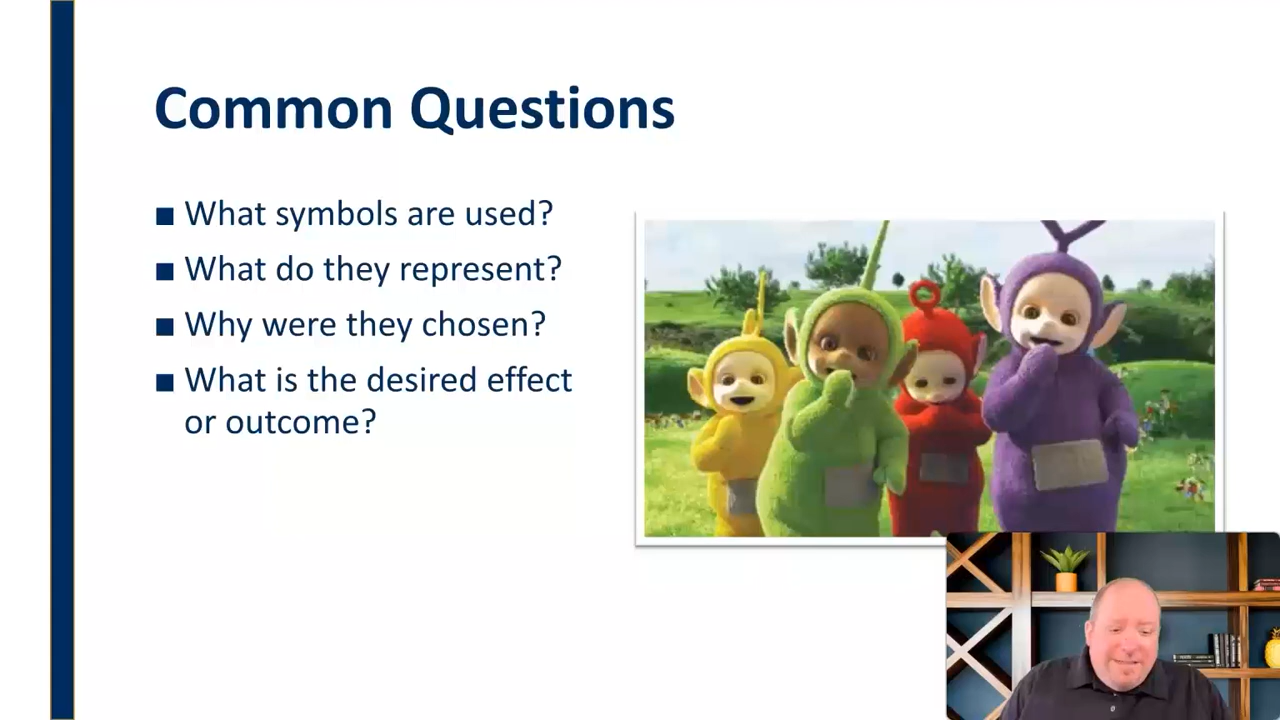 Common Questions
What symbols are used?
What do they represent?
Why were they chosen?
What is the desired effect
or outcome?